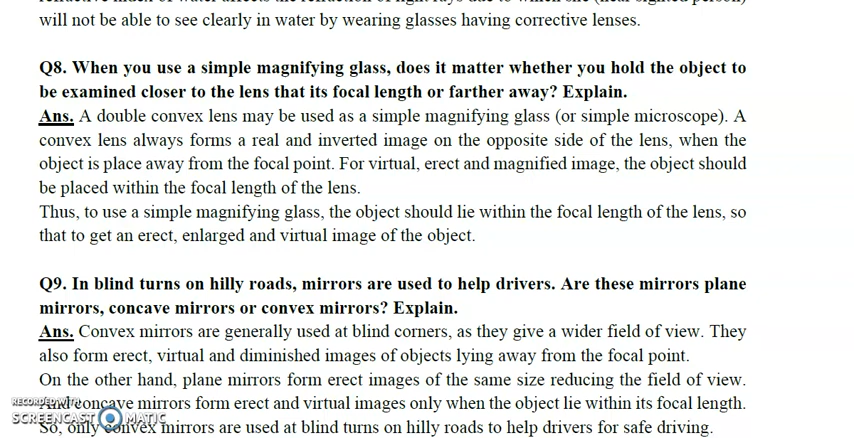 will not be able to see clearly in water by wearing glasses having corrective lenses.
Q8. When you use a simple magnifying glass, does it matter whether you hold the object to
be examined closer to the lens that its focal length or farther away? Explain.
Ans. A double convex lens may be used as a simple magnifying glass (or simple microscope). A
convex lens always forms a real and inverted image on the opposite side of the lens, when the
object is place away from the focal point. For virtual, erect and magnified image, the object should
be placed within the focal length of the lens.
Thus, to use a simple magnifying glass, the object should lie within the focal length of the lens, so
that to get an erect, enlarged and virtual image of the object.
Q9. In blind turns on hilly roads, mirrors are used to help drivers. Are these mirrors plane
mirrors, concave mirrors or convex mirrors? Explain.
Ans. Convex mirrors are generally used at blind corners, as they give a wider field of view. They
also form erect, virtual and diminished images of objects lying away from the focal point.
On the other hand, plane mirrors form erect images of the same size reducing the field of view.
And concave mirrors form erect and virtual images only when the object lie within its focal length.
So, only convex mirrors are used at blind turns on hilly roads to help drivers for safe driving.
RECORDED WITH
SCREENCAST MATIC